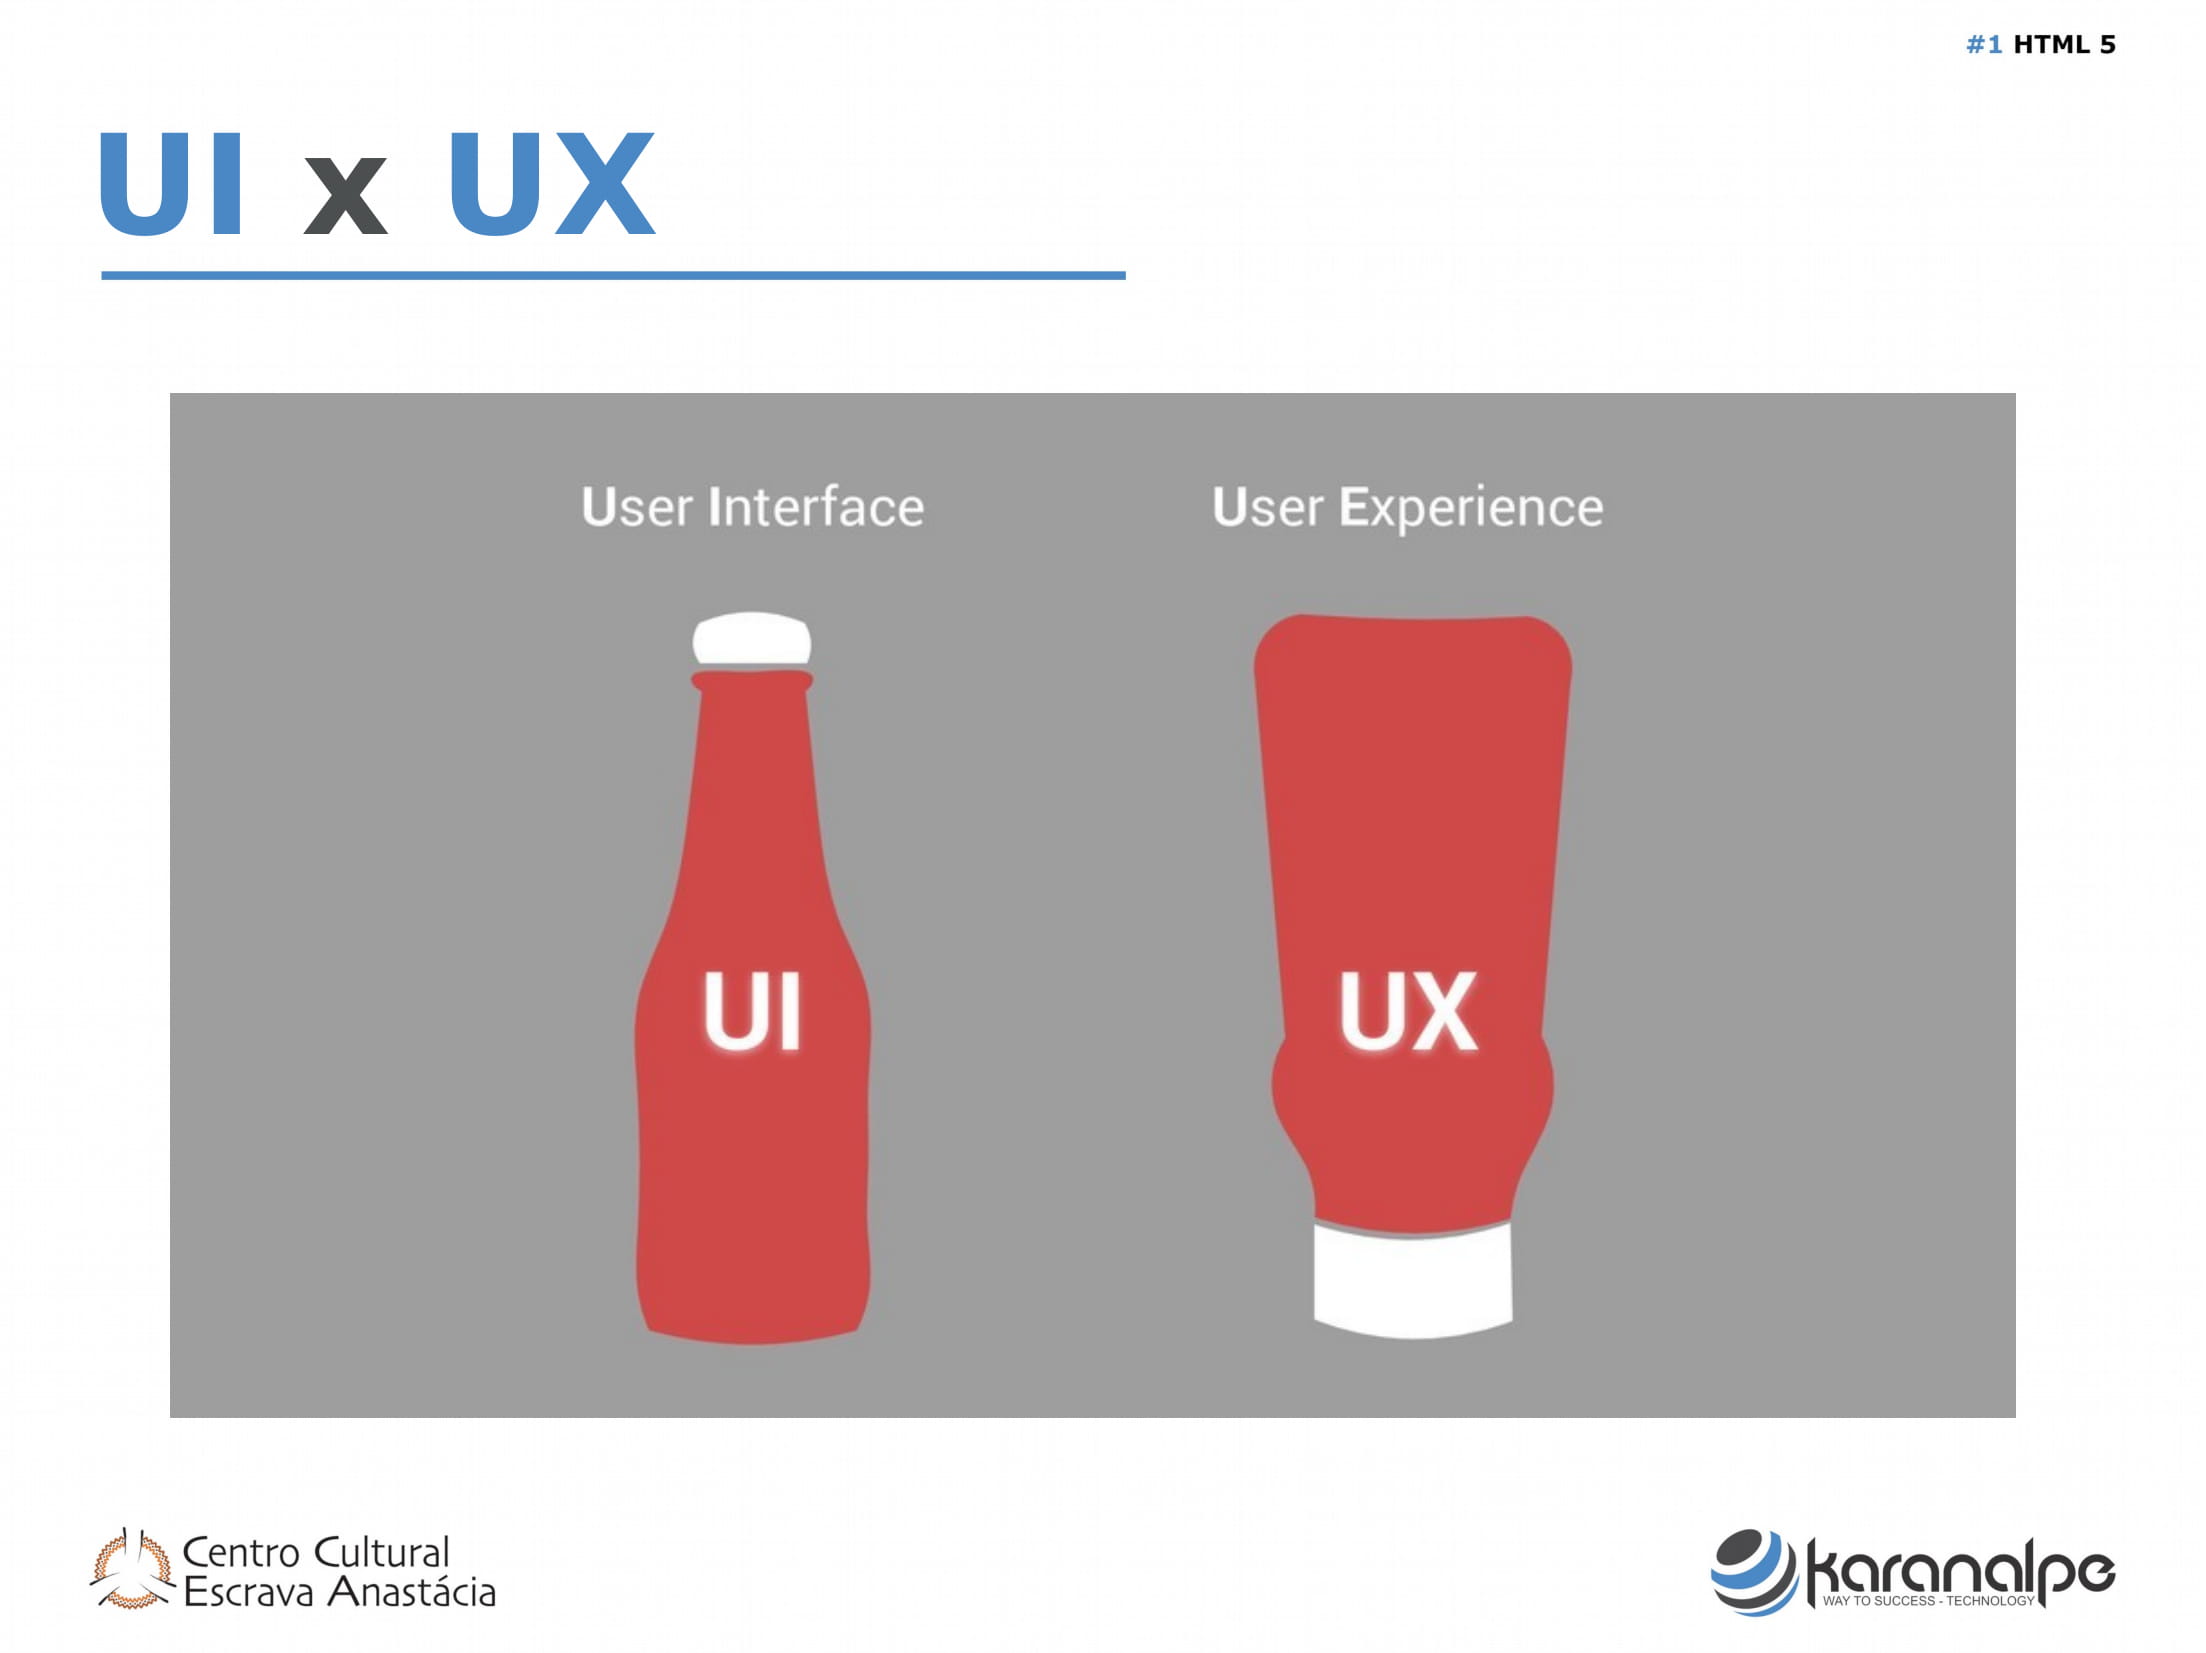 #1 HTML 5
UI x UX
User Interface
User Experience
UI
UX
Centro Cultural
Escrava Anastácia
karanalpe
WAY TO SUCCESS - TECHNOLOGY